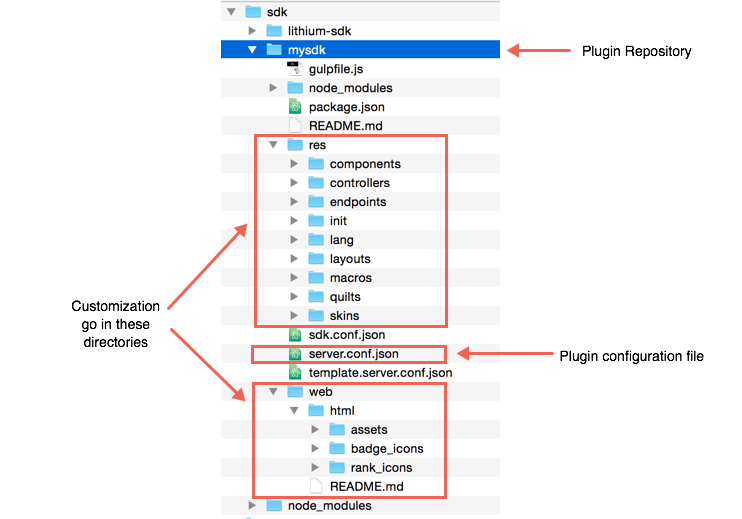 sdk
lithium-sdk
mysdk
Plugin Repository
gulpfile.js
node_modules
package.json
README.md
res
components
controllers
endpoints
init
lang
layouts
macros
quilts
skins
Customization
go in these
directories
sdk.conf.json
server.conf.json
Plugin configuration file
template.server.conf.json
web
html
assets
badge_icons
rank_icons
README.md
node_modules